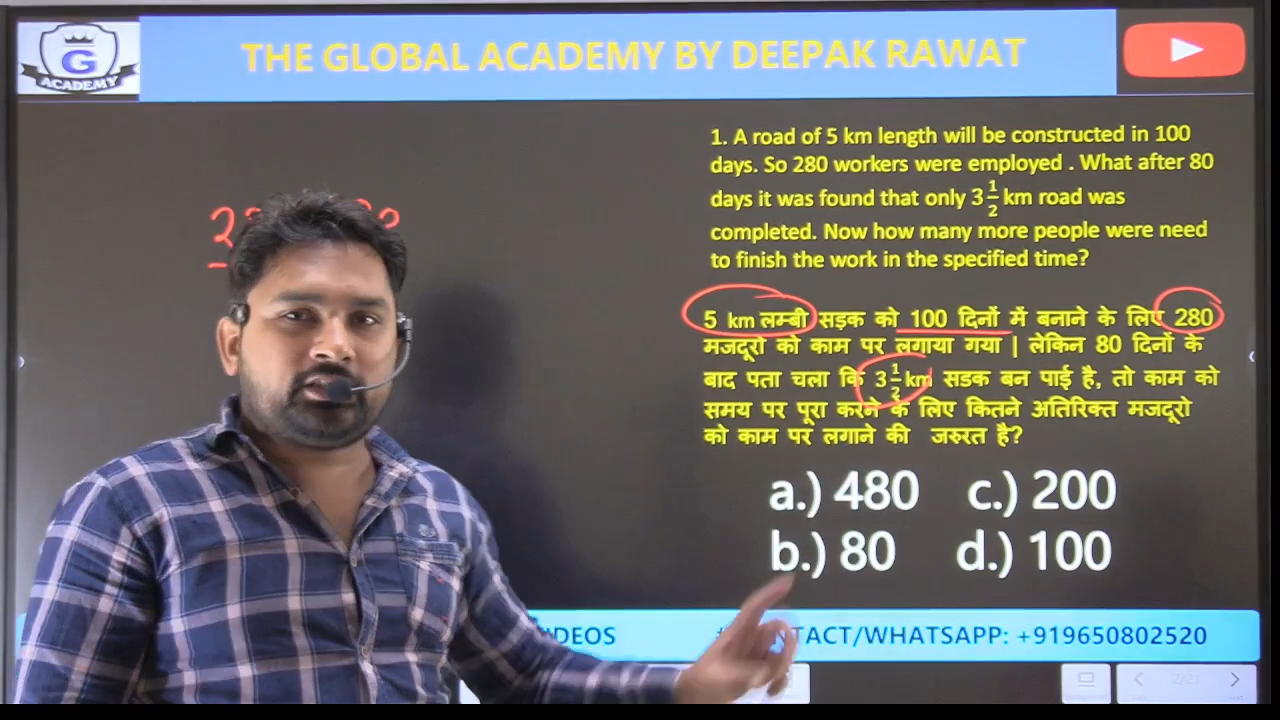 G
ACADEMY
THE GLOBAL ACADEMY BY DEEPAK RAWAT
1. A road of 5 km length will be constructed in 100
days. So 280 workers were employed . What after 80
days it was found that only 3 1/2 km road was
completed. Now how many more people were need
to finish the work in the specified time?
5 km लम्बी सड़क को 100 दिनों में बनाने के लिए 280
मजदूरो को काम पर लगाया गया | लेकिन 80 दिनों के
बाद पता चला कि 3 1/2 km सडक बन पाई है, तो काम को
समय पर पूरा करने के लिए कितने अतिरिक्त मजदूरो
को काम पर लगाने की जरुरत है?
a.) 480 c.) 200
b.) 80 d.) 100
/WHATSAPP: +919650802520
2/21